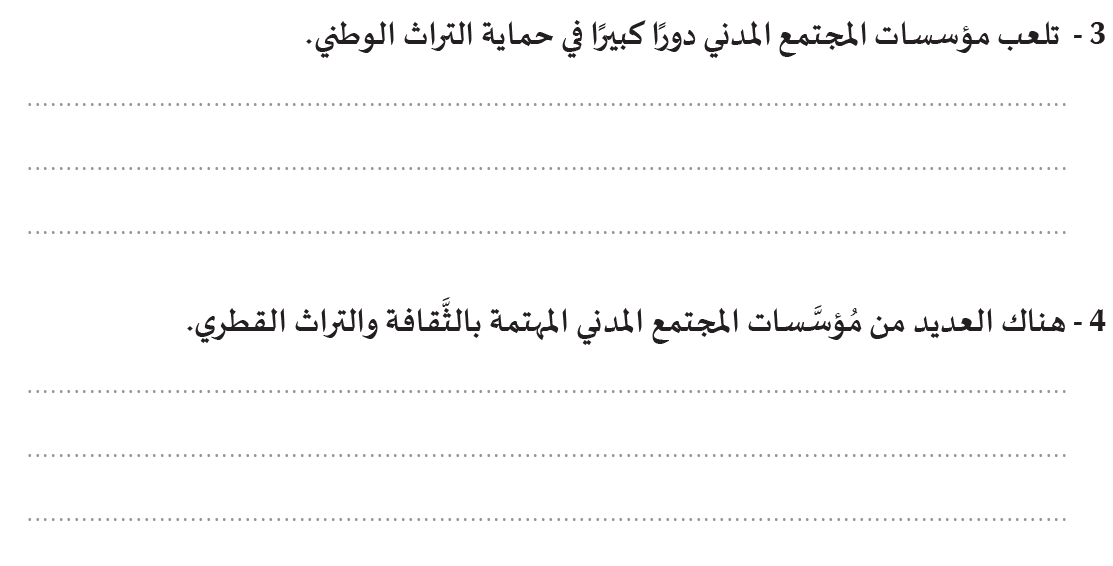 3 - تلعب مؤسسات المجتمع المدني دورًا كبيرًا في حماية التراث الوطني.
4 - هناك العديد من مُؤسَّسات المجتمع المدني المهتمة بالثَّقافة والتراث القطري.